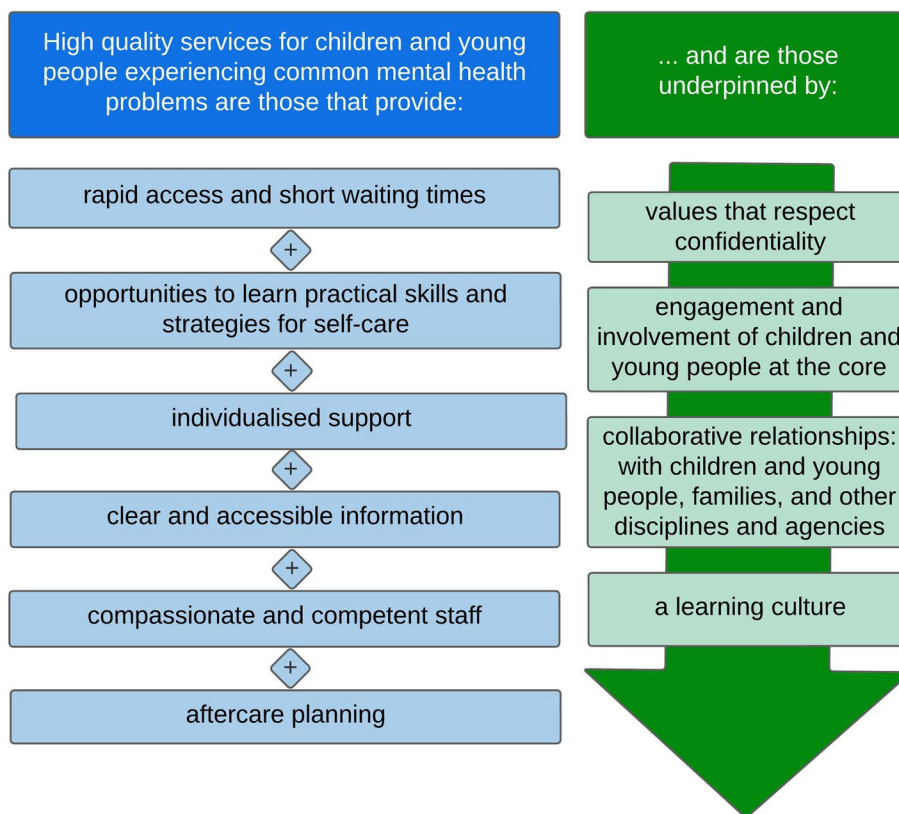 High quality services for children and young
people experiencing common mental health
problems are those that provide:
rapid access and short waiting times
+
opportunities to learn practical skills and
strategies for self-care
+
individualised support
+
clear and accessible information
+
compassionate and competent staff
+
aftercare planning
... and are those
underpinned by:
values that respect
confidentiality
engagement and
involvement of children and
young people at the core
collaborative relationships:
with children and young
people, families, and other
disciplines and agencies
a learning culture